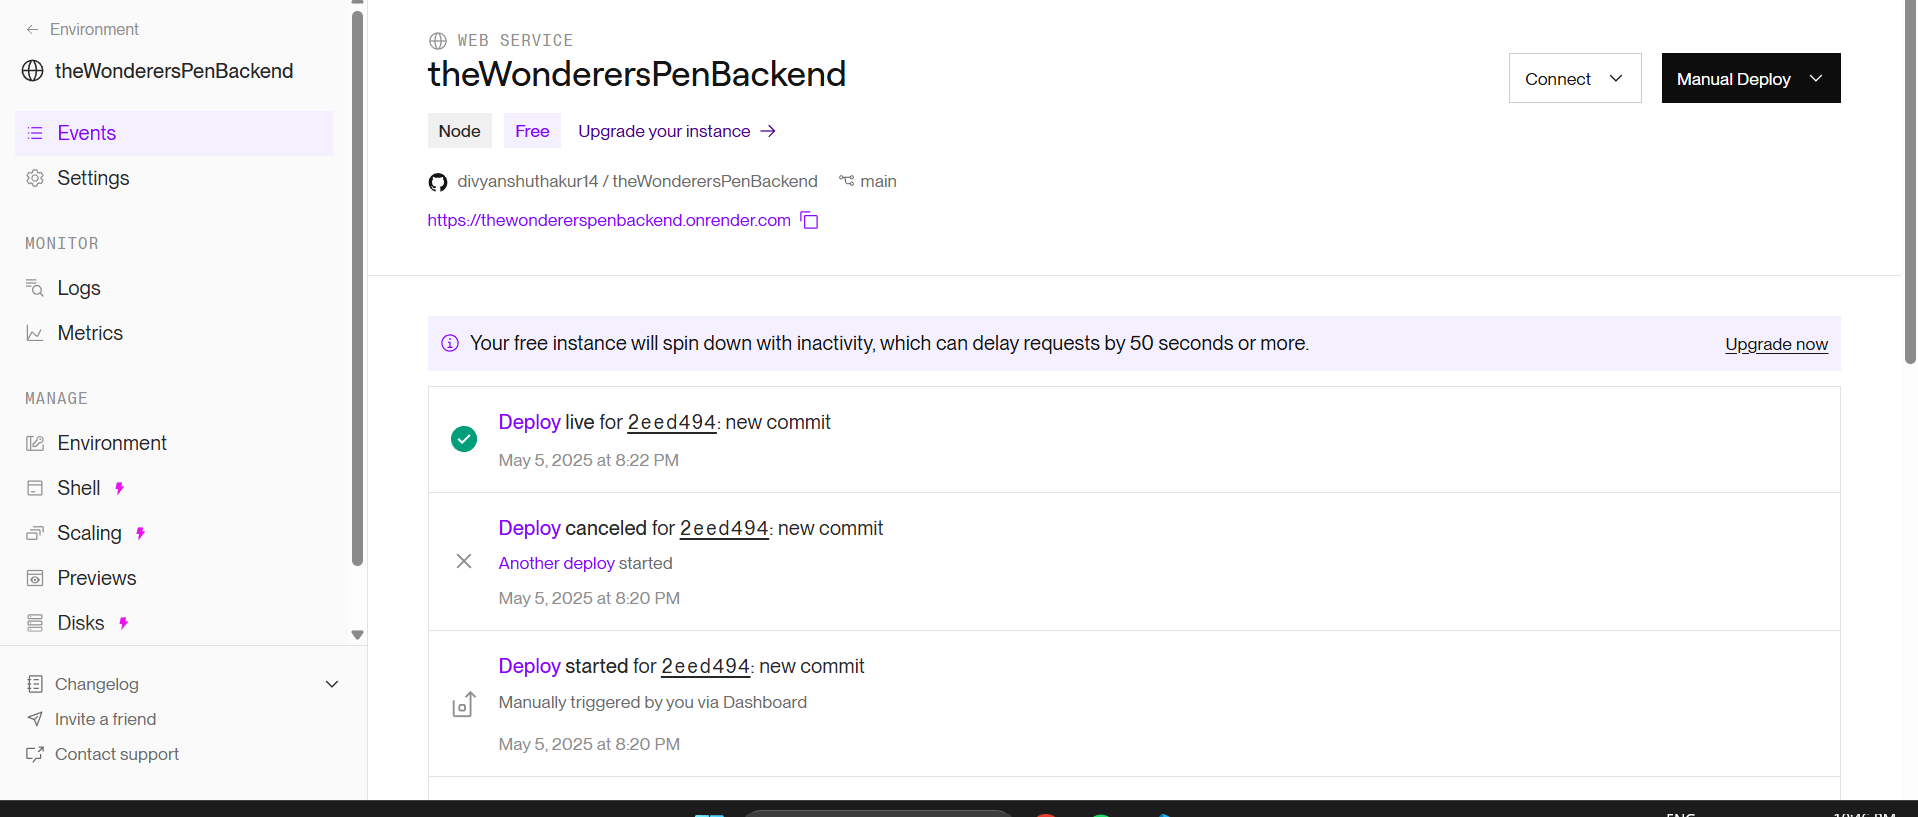 Environment
theWonderersPenBackend
Events
Settings
MONITOR
Logs
Metrics
MANAGE
Environment
Shell
Scaling
Previews
Disks
Changelog
Invite a friend
Contact support
WEB SERVICE
theWonderersPenBackend
Connect
Manual Deploy
Node Free Upgrade your instance →
divyanshuthakur14 / theWonderersPenBackend main
https://thewondererspenbackend.onrender.com
Your free instance will spin down with inactivity, which can delay requests by 50 seconds or more.
Upgrade now
Deploy live for 2eed494: new commit
May 5, 2025 at 8:22 PM
Deploy canceled for 2eed494: new commit
Another deploy started
May 5, 2025 at 8:20 PM
Deploy started for 2eed494: new commit
Manually triggered by you via Dashboard
May 5, 2025 at 8:20 PM